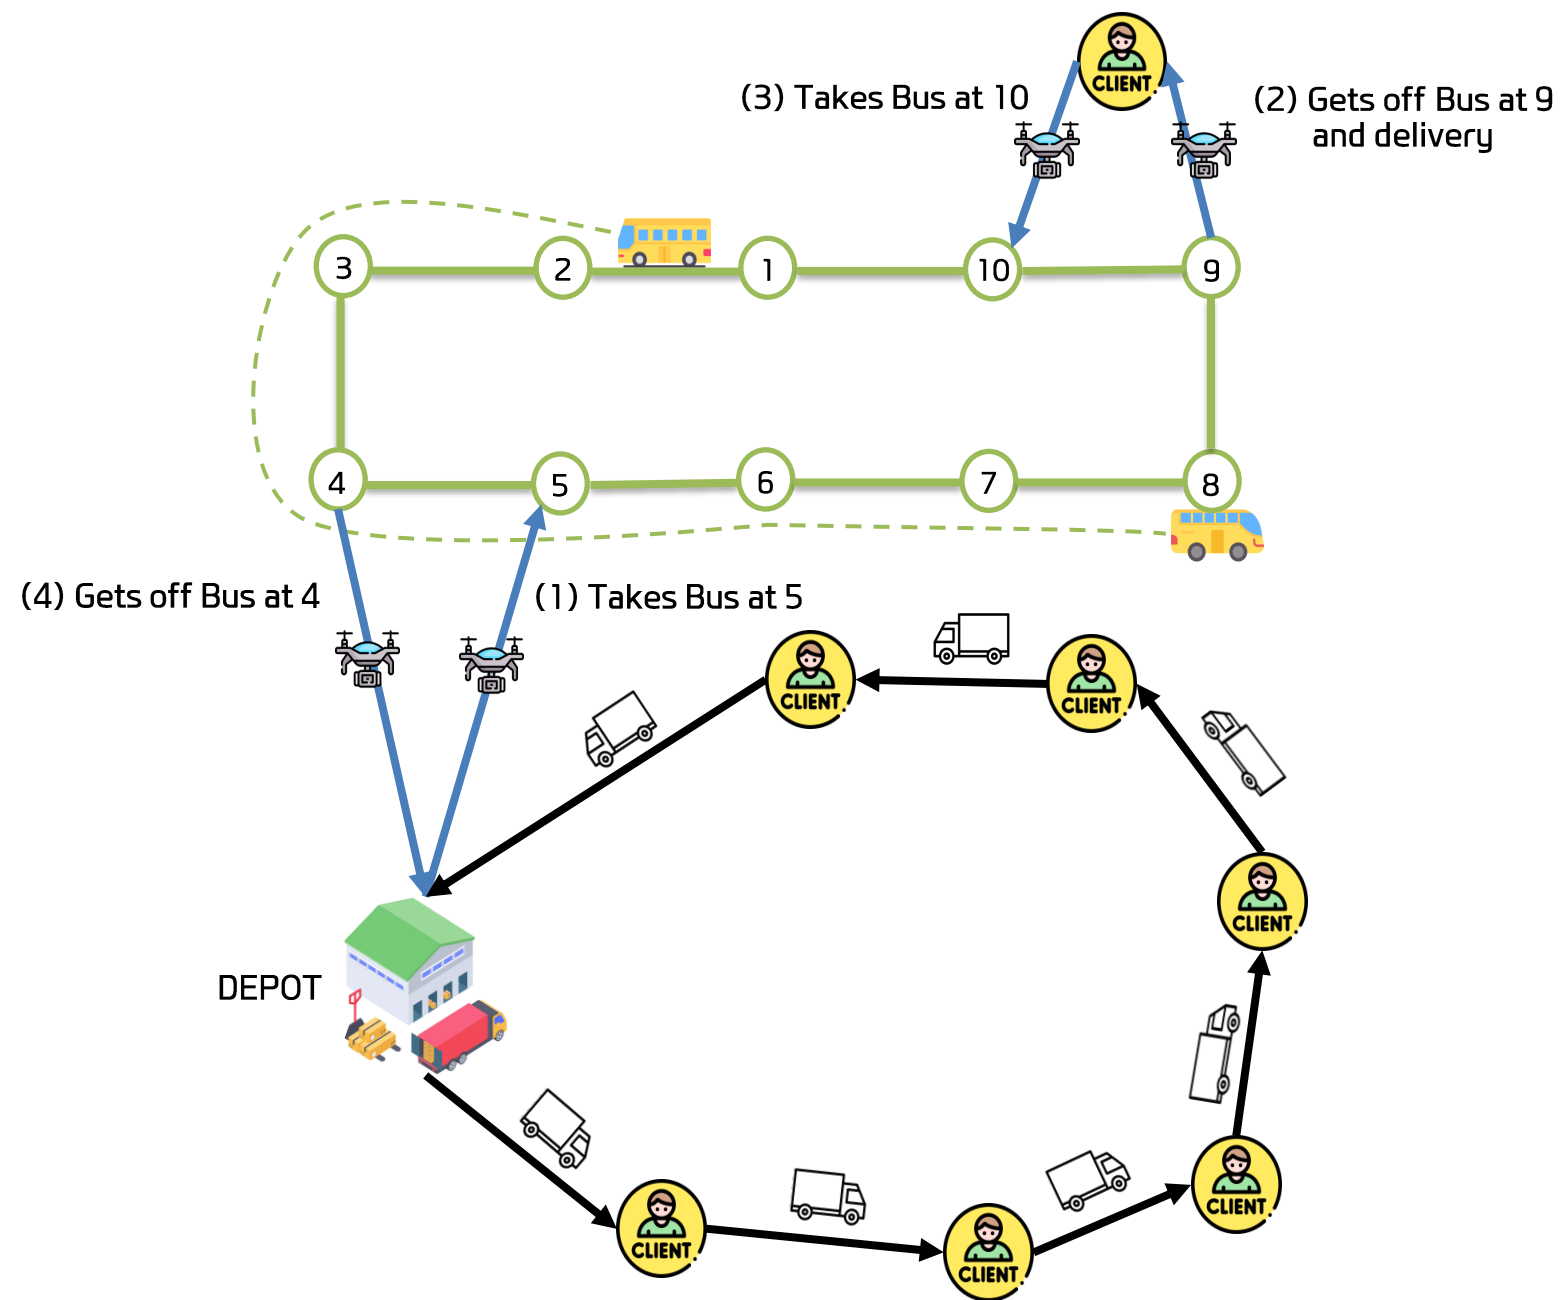 CLIENT
(3) Takes Bus at 10
(2) Gets off Bus at 9
and delivery
3
2
1
10
9
4
5
6
7
8
(4) Gets off Bus at 4
(1) Takes Bus at 5
CLIENT
CLIENT
CLIENT
DEPOT
CLIENT
CLIENT
CLIENT